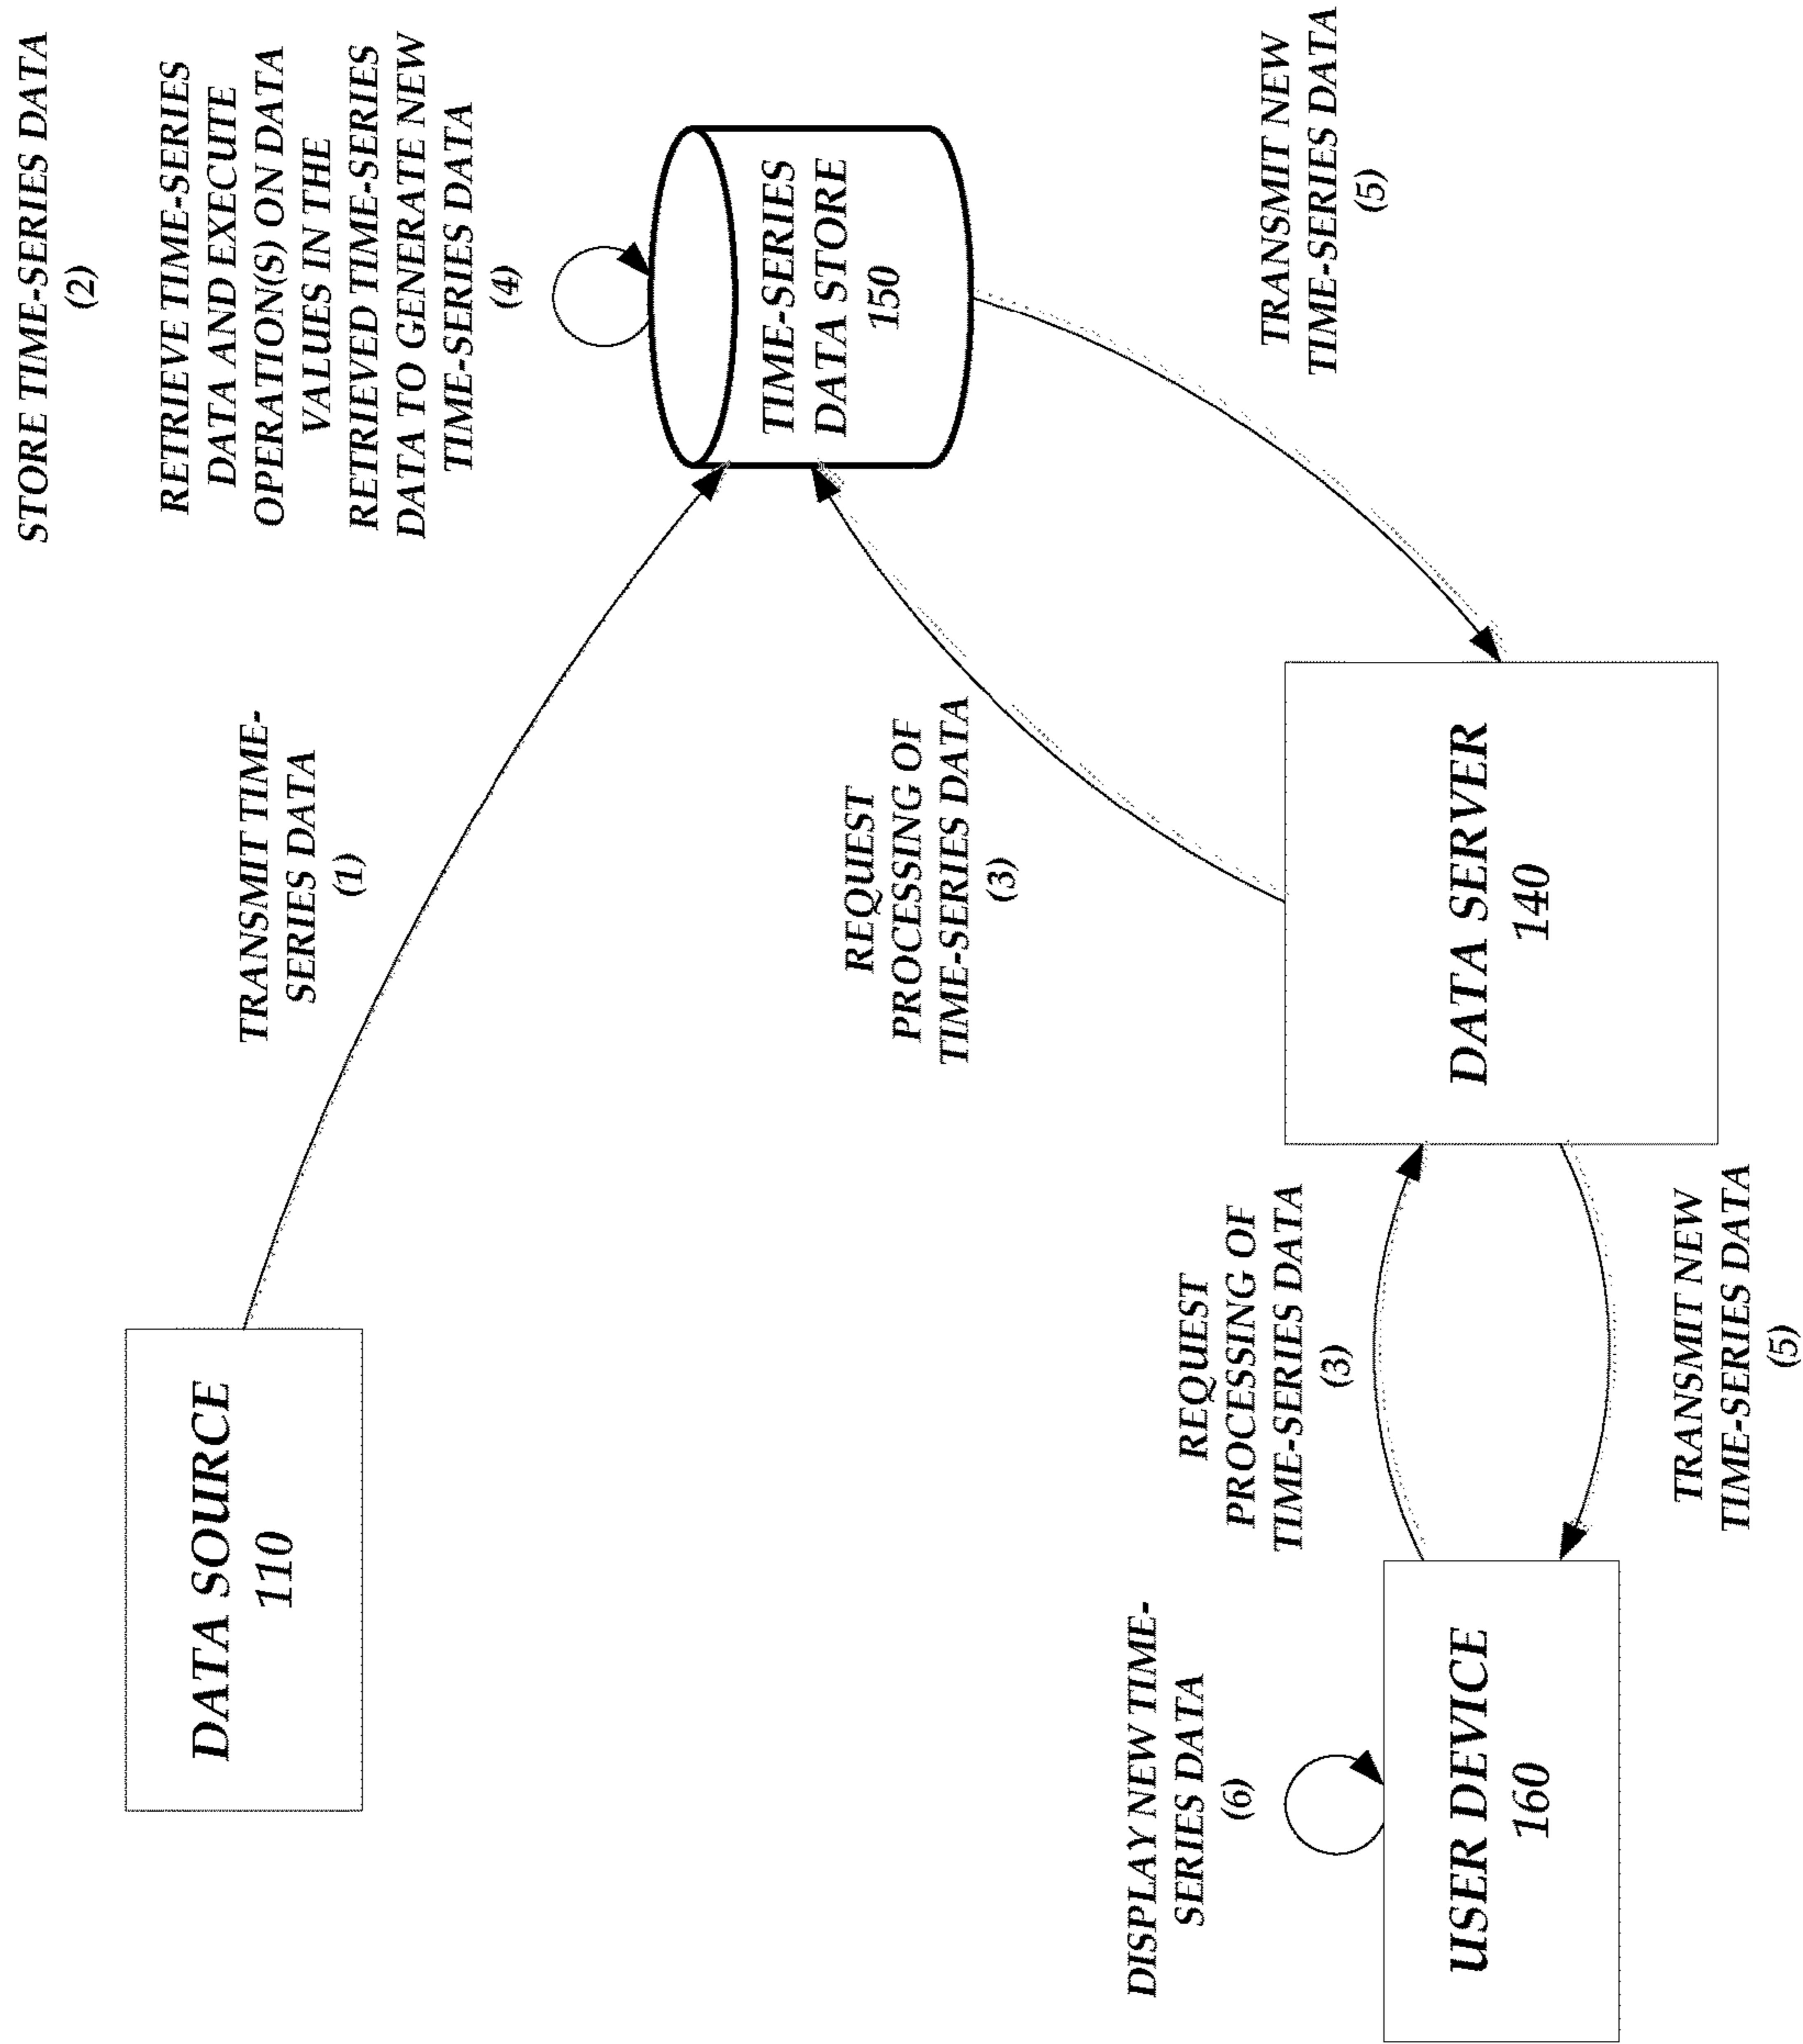 STORE TIME-SERIES DATA
(2)
RETRIEVE TIME-SERIES
DATA AND EXECUTE
OPERATION(S) ON DATA
VALUES IN THE
RETRIEVED TIME-SERIES
DATA TO GENERATE NEW
TIME-SERIES DATA
(4)
DATA SOURCE
110
TRANSMIT TIME-
SERIES DATA
(1)
TIME-SERIES
DATA STORE
150
REQUEST
PROCESSING OF
TIME-SERIES DATA
(3)
TRANSMIT NEW
TIME-SERIES DATA
(5)
DISPLAY NEW TIME-
SERIES DATA
(6)
REQUEST
PROCESSING OF
TIME-SERIES DATA
(3)
USER DEVICE
160
DATA SERVER
140
TRANSMIT NEW
TIME-SERIES DATA
(5)